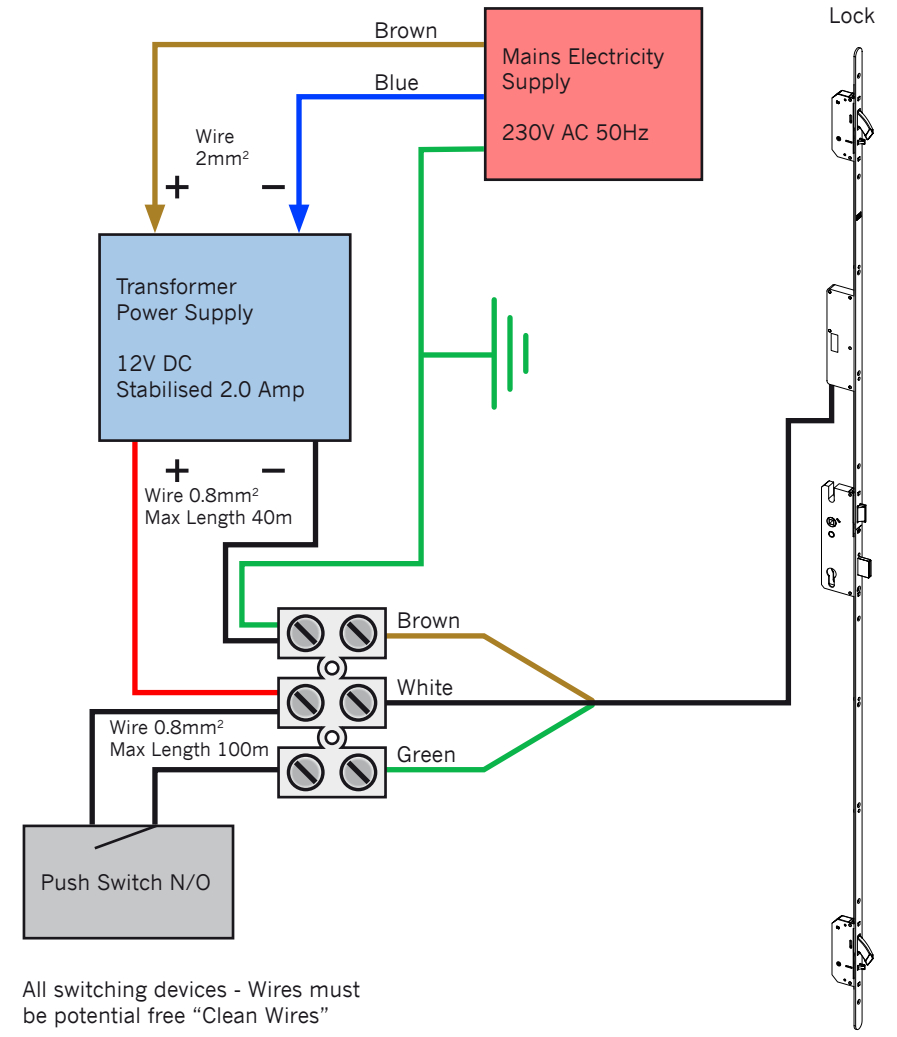 Lock
Brown
Mains Electricity
Supply
230V AC 50Hz
Blue
Wire
2mm²
+ −
Transformer
Power Supply
12V DC
Stabilised 2.0 Amp
+ −
Wire 0.8mm²
Max Length 40m
Brown
White
Wire 0.8mm²
Max Length 100m
Green
Push Switch N/O
All switching devices - Wires must
be potential free “Clean Wires”